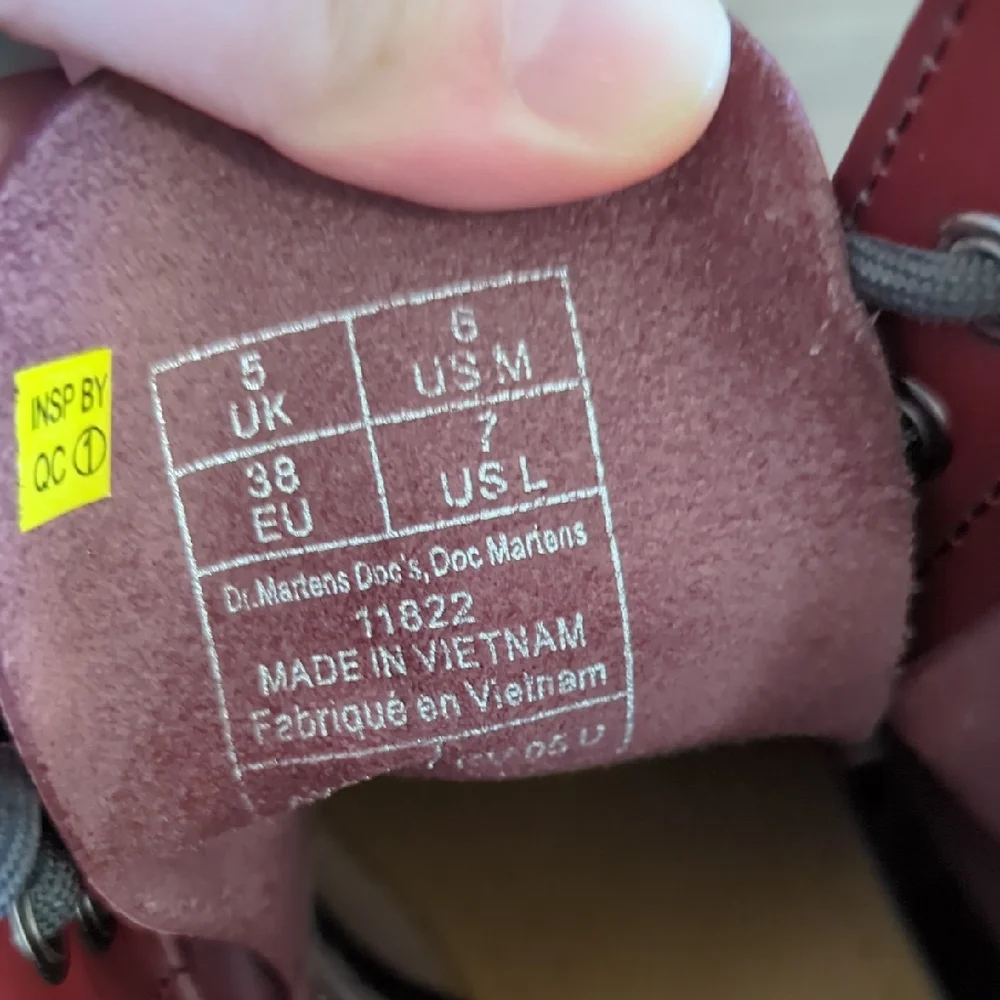 INSP BY
QC 1
5
UK
6
US M
38
EU
7
US L
Dr.Martens Doc's, Doc Martens
11822
MADE IN VIETNAM
Fabriqué en Vietnam
05 U